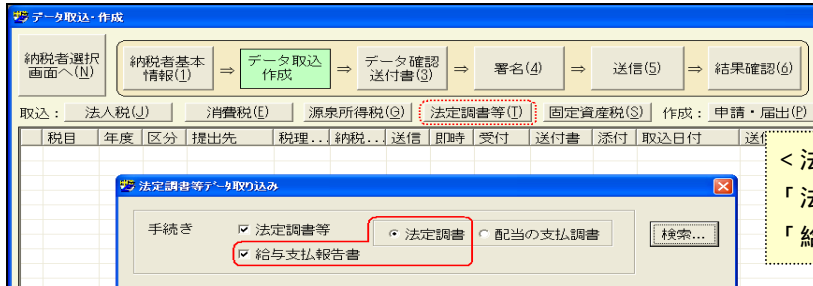 データ取込・作成
納税者選択
画面へ(N)
納税者基本
情報(1)
⇒
データ取込
作成
⇒
データ確認
送付書(3)
⇒
署名(4)
⇒
送信(5)
⇒
結果確認(6)
取込： 法人税(J) 消費税(E) 源泉所得税(G) 法定調書等(T) 固定資産税(S) 作成： 申請・届出(P)
税目 年度 区分 提出先 税理... 納税... 送信 即時 受付 送付書 添付 取込日付
＜法
「法
「給
法定調書等データ取り込み
手続き 法定調書等 法定調書 配当の支払調書 検索...
給与支払報告書